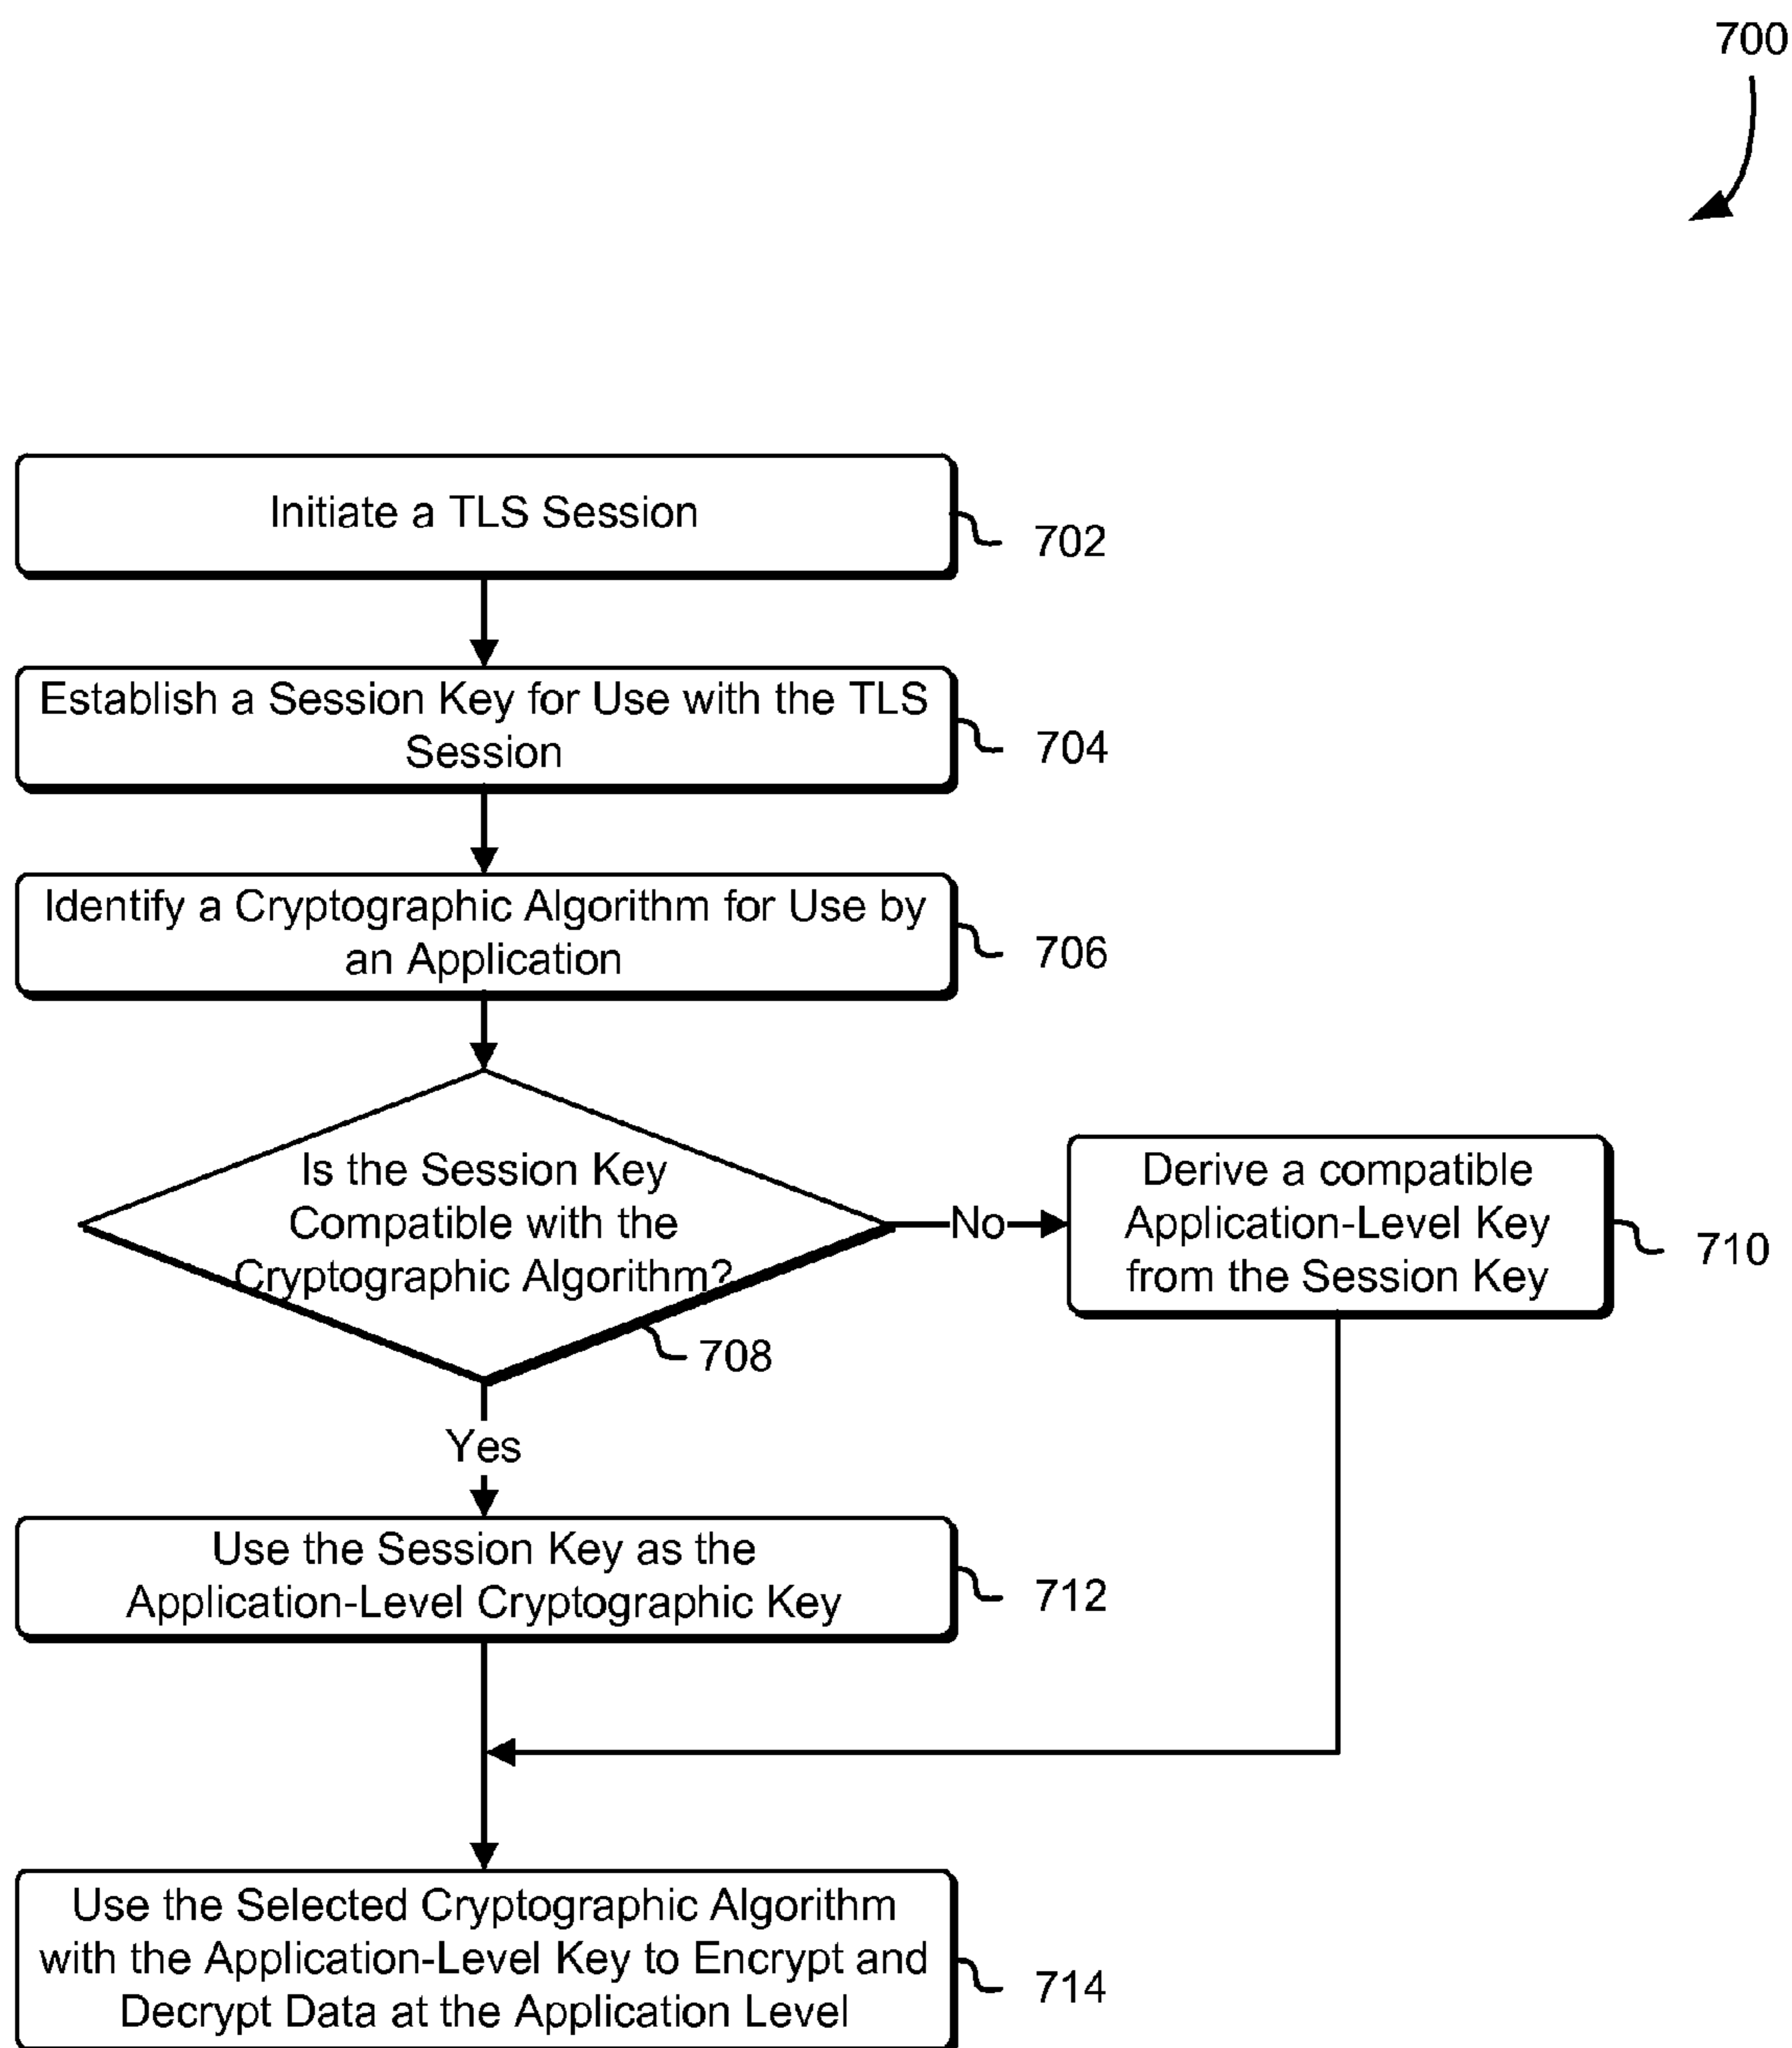 700
Initiate a TLS Session
702
Establish a Session Key for Use with the TLS
Session
704
Identify a Cryptographic Algorithm for Use by
an Application
706
Is the Session Key
Compatible with the
Cryptographic Algorithm?
708
No
Derive a compatible
Application-Level Key
from the Session Key
710
Yes
Use the Session Key as the
Application-Level Cryptographic Key
712
Use the Selected Cryptographic Algorithm
with the Application-Level Key to Encrypt and
Decrypt Data at the Application Level
714